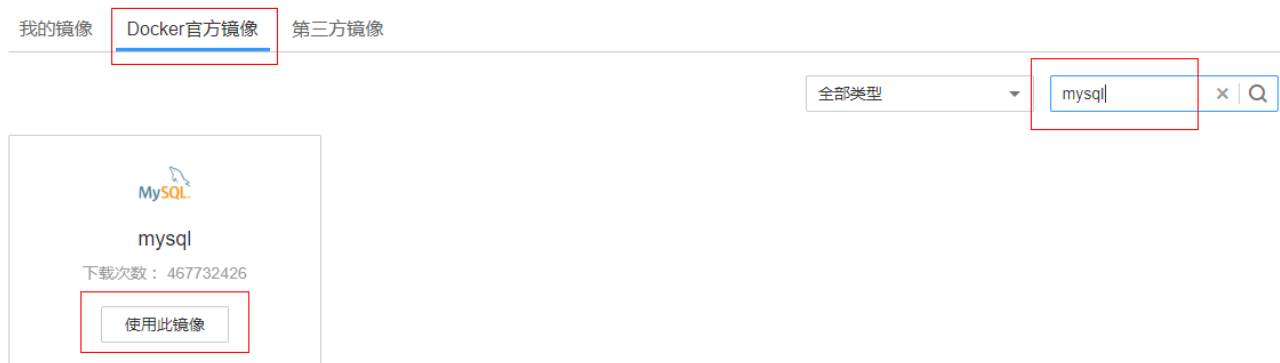 我的镜像 Docker官方镜像 第三方镜像
全部类型 mysql
MySQL
mysql
下载次数： 467732426
使用此镜像